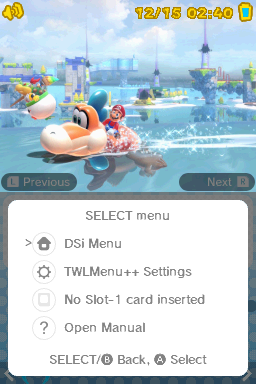 12/15 02:40
L Previous
Next R
SELECT menu
> DSi Menu
TWLMenu++ Settings
No Slot-1 card inserted
? Open Manual
SELECT/B Back, A Select